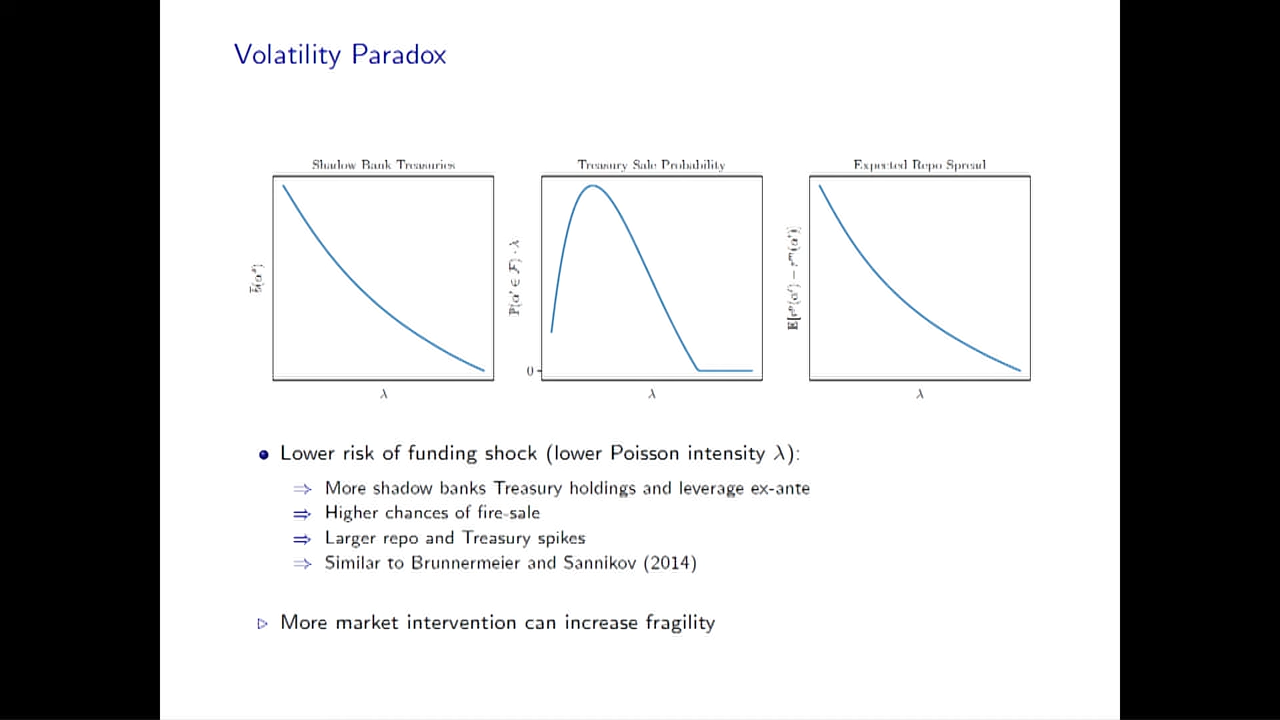 Volatility Paradox
Shadow Bank Treasuries
Treasury Sale Probability
Expected Repo Spread
ℙ(α′ ∈ ℱ) · λ
0
λ
λ
λ
● Lower risk of funding shock (lower Poisson intensity λ):
⇒ More shadow banks Treasury holdings and leverage ex-ante
⇒ Higher chances of fire-sale
⇒ Larger repo and Treasury spikes
⇒ Similar to Brunnermeier and Sannikov (2014)
▷ More market intervention can increase fragility